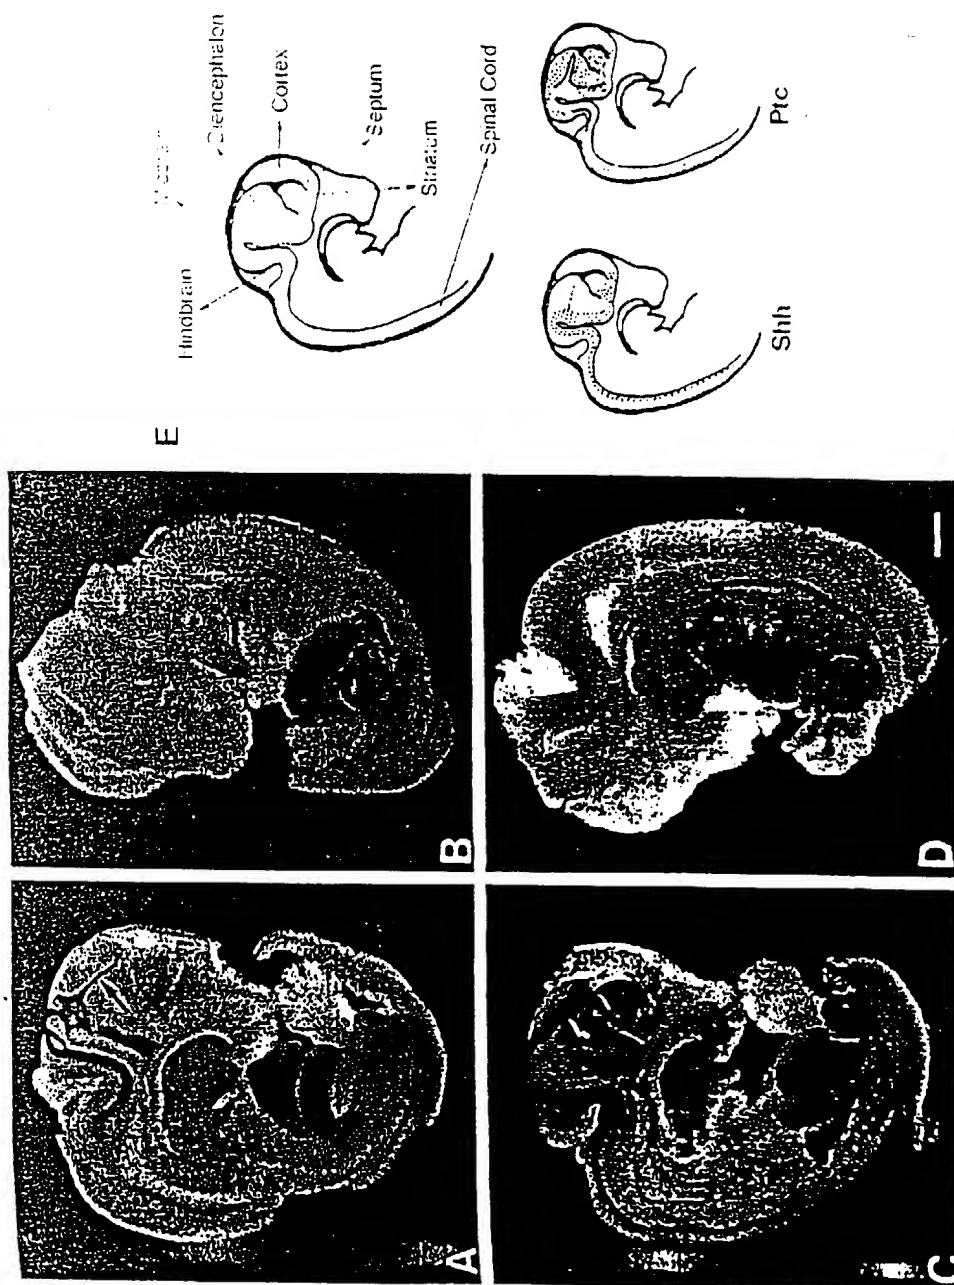 A
B
C
D
E
Hindbrain
Diencephalon
Cortex
Septum
Striatum
Spinal Cord
Shh
Ptc